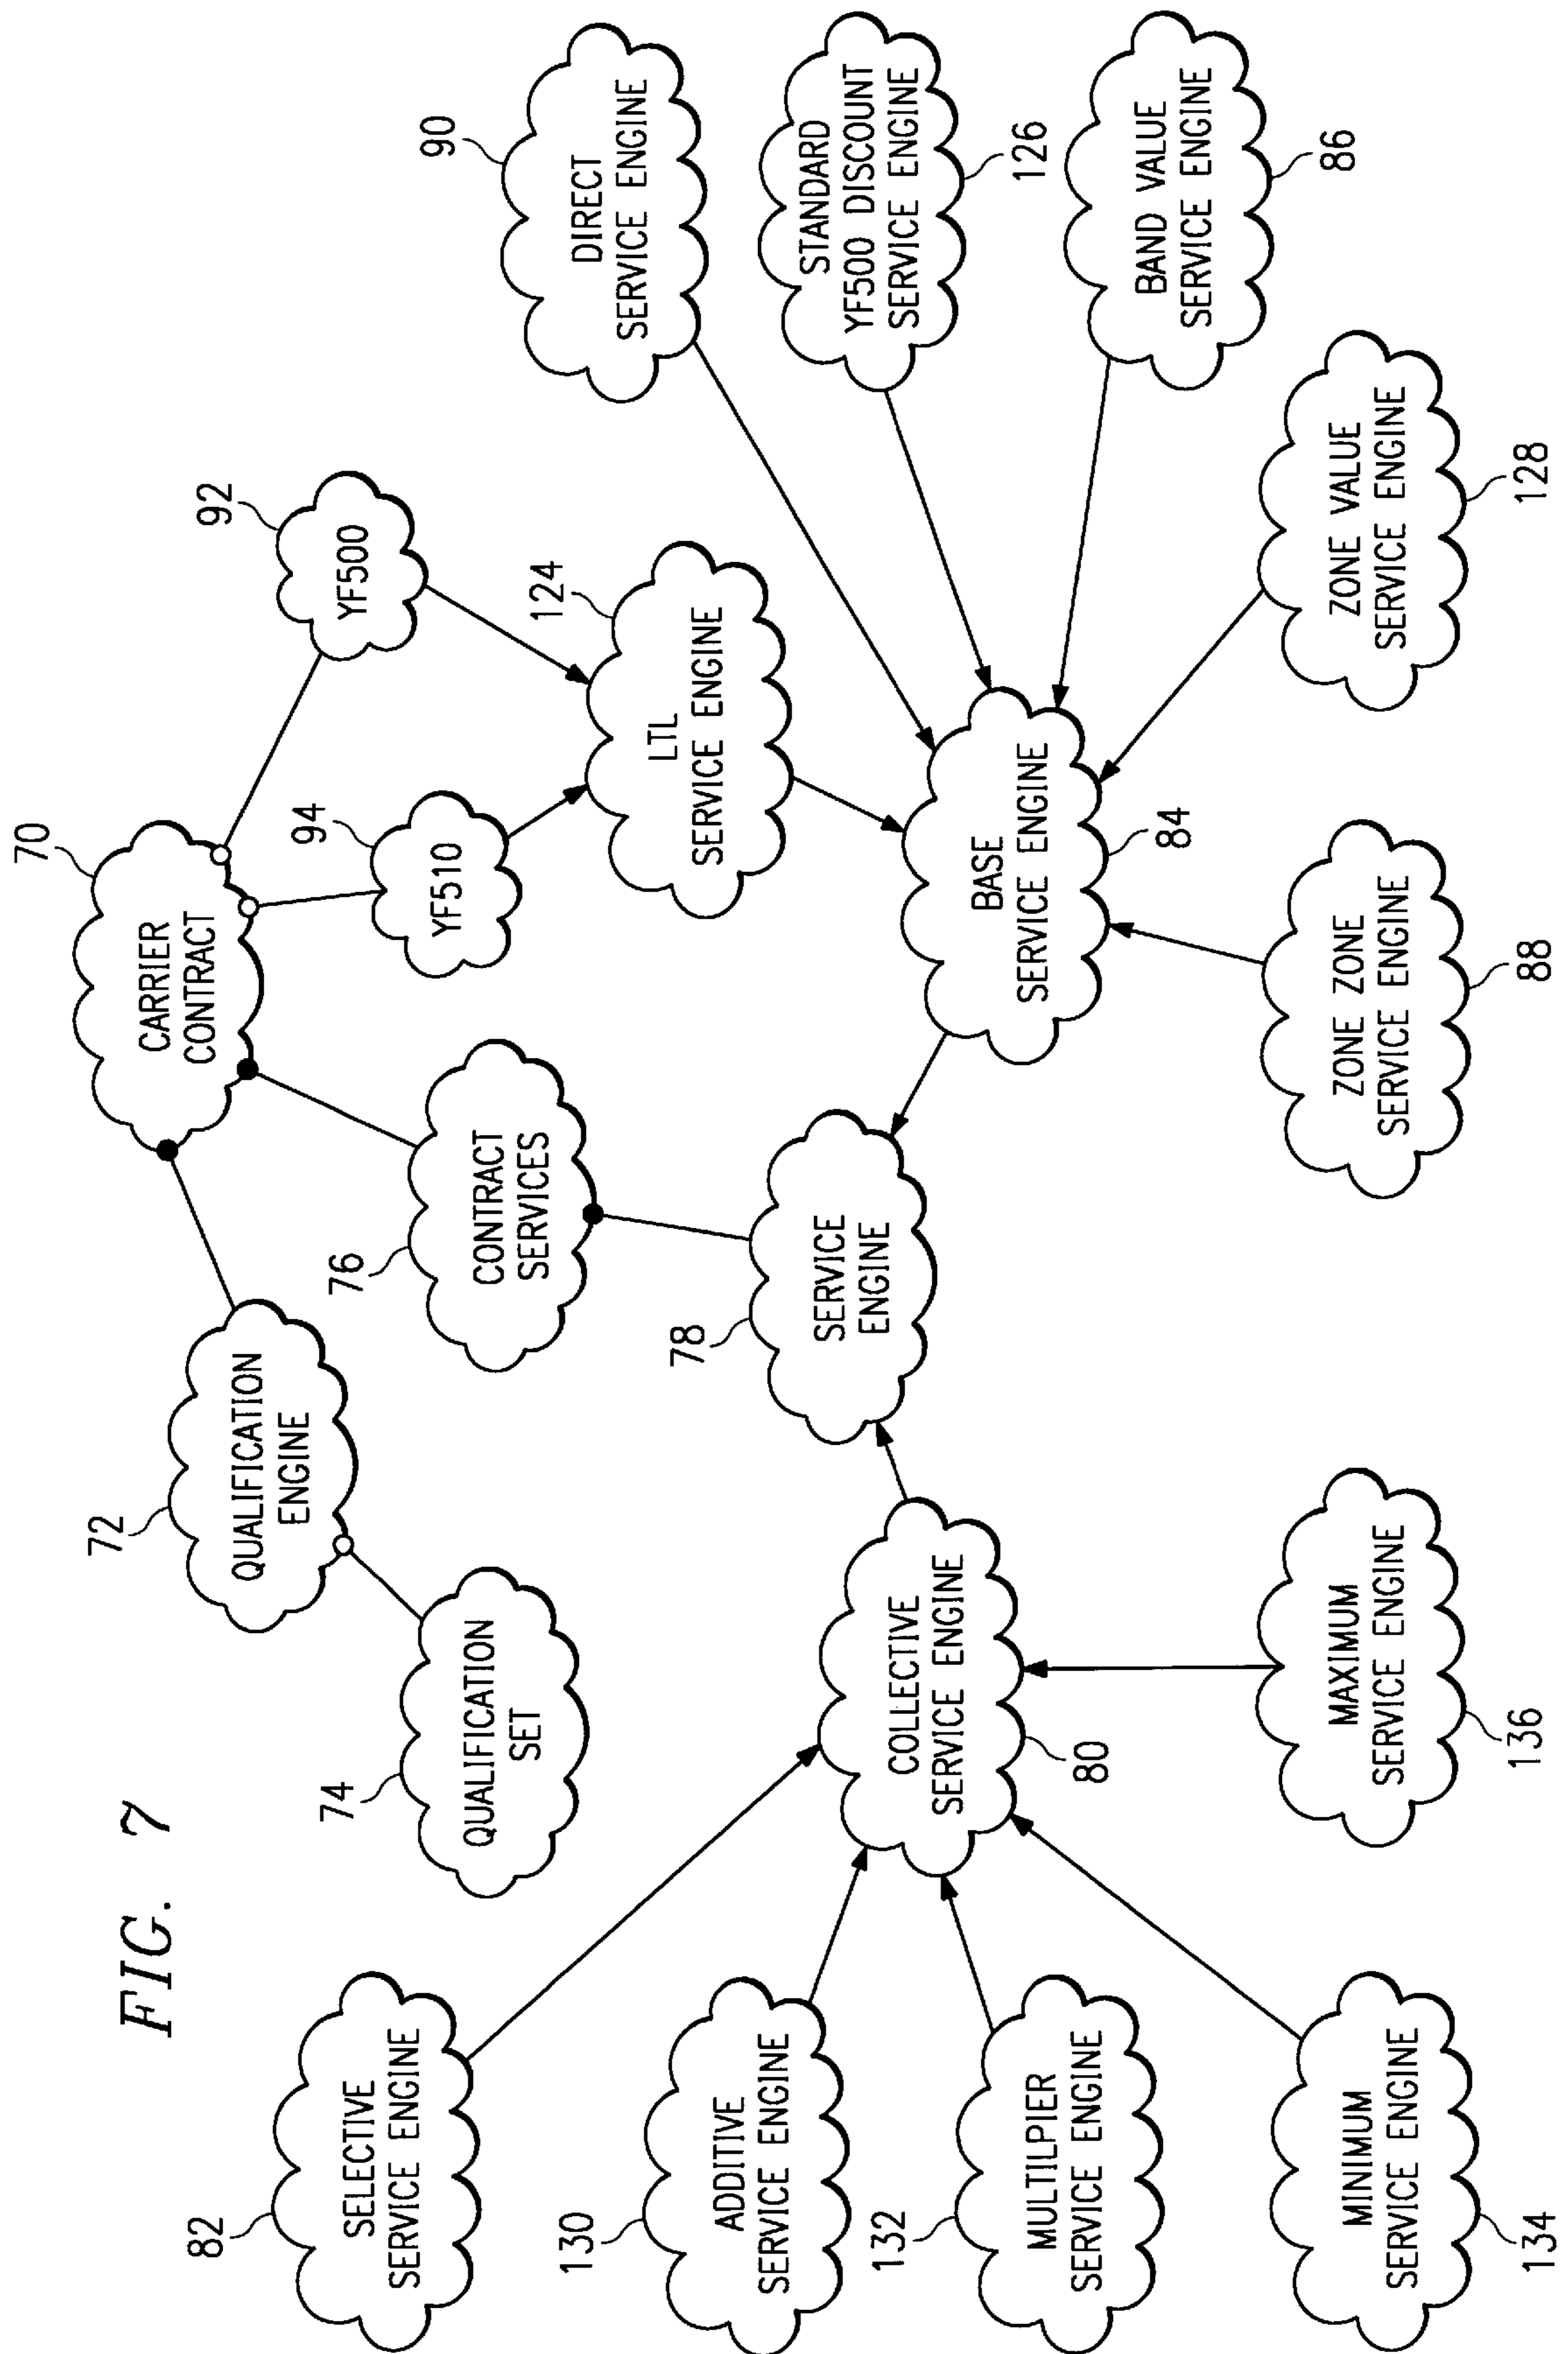 FIG. 7
70
CARRIER
CONTRACT
72
QUALIFICATION
ENGINE
74
QUALIFICATION
SET
76
CONTRACT
SERVICES
94
YF510
92
YF500
90
DIRECT
SERVICE ENGINE
82
SELECTIVE
SERVICE ENGINE
78
SERVICE
ENGINE
124
LTL
SERVICE ENGINE
STANDARD
YF500 DISCOUNT
SERVICE ENGINE
126
130
ADDITIVE
SERVICE ENGINE
COLLECTIVE
SERVICE ENGINE
80
BASE
SERVICE ENGINE
84
BAND VALUE
SERVICE ENGINE
86
132
MULTILPIER
SERVICE ENGINE
MINIMUM
SERVICE ENGINE
134
MAXIMUM
SERVICE ENGINE
136
ZONE ZONE
SERVICE ENGINE
88
ZONE VALUE
SERVICE ENGINE
128